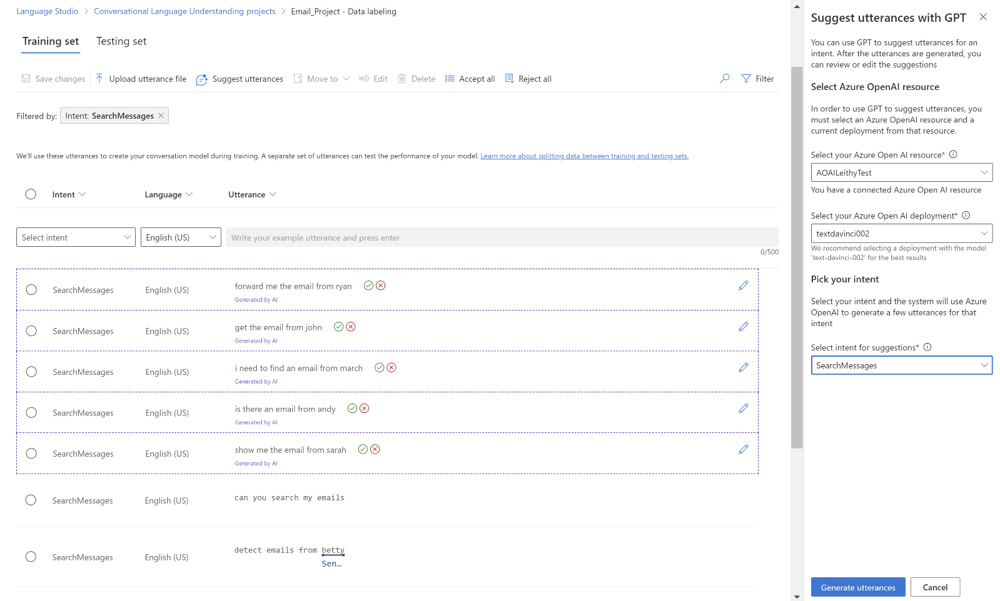 Language Studio > Conversational Language Understanding projects > Email_Project - Data labeling
Training set Testing set
Save changes Upload utterance file Suggest utterances Move to Edit Delete Accept all Reject all Filter
Filtered by: Intent: SearchMessages
We'll use these utterances to create your conversation model during training. A separate set of utterances can test the performance of your model. Learn more about splitting data between training and testing sets.
Intent Language Utterance
Select intent English (US) Write your example utterance and press enter
0/500
SearchMessages English (US) forward me the email from ryan
Generated by AI
SearchMessages English (US) get the email from john
Generated by AI
SearchMessages English (US) i need to find an email from march
Generated by AI
SearchMessages English (US) is there an email from andy
Generated by AI
SearchMessages English (US) show me the email from sarah
Generated by AI
SearchMessages English (US) can you search my emails
SearchMessages English (US) detect emails from betty
Sen...
Suggest utterances with GPT
You can use GPT to suggest utterances for an
intent. After the utterances are generated, you
can review or edit the suggestions
Select Azure OpenAI resource
In order to use GPT to suggest utterances, you
must select an Azure OpenAI resource and a
current deployment from that resource.
Select your Azure Open AI resource*
AOAILeithyTest
You have a connected Azure Open AI resource
Select your Azure Open AI deployment*
textdavinci002
We recommend selecting a deployment with the model
'text-davinci-002' for the best results
Pick your intent
Select your intent and the system will use Azure
OpenAI to generate a few utterances for that
intent
Select intent for suggestions*
SearchMessages
Generate utterances Cancel